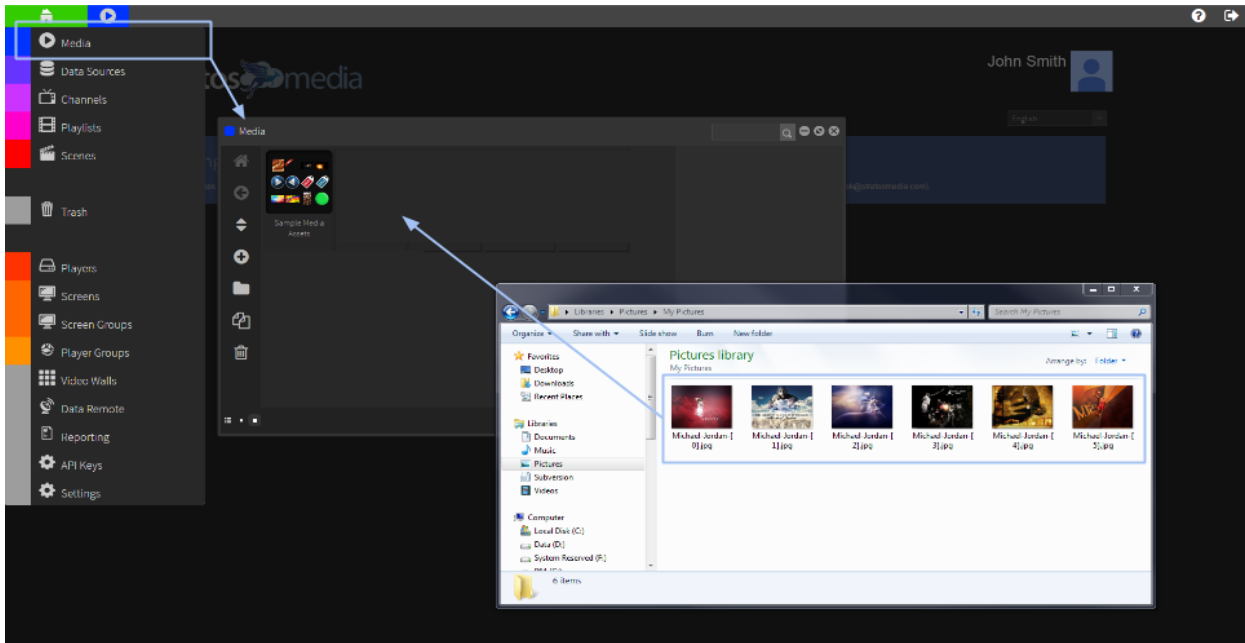 Media
Data Sources
Channels
Playlists
Scenes
Trash
Players
Screens
Screen Groups
Player Groups
Video Walls
Data Remote
Reporting
API Keys
Settings
media
John Smith
English
Media
Sample Media
Assets
Libraries
Pictures
My Pictures
Search My Pictures
Organize
Share with
Slide show
Burn
New folder
Favorites
Desktop
Downloads
Recent Places
Libraries
Documents
Music
Pictures
Subversion
Videos
Computer
Local Disk (C:)
Data (D:)
System Reserved (F:)
Pictures library
My Pictures
Arrange by: Folder
Michael-Jordan-[
0].jpg
Michael-Jordan-[
1].jpg
Michael-Jordan-[
2].jpg
Michael-Jordan-[
3].jpg
Michael-Jordan-[
4].jpg
Michael-Jordan-[
5].jpg
6 items